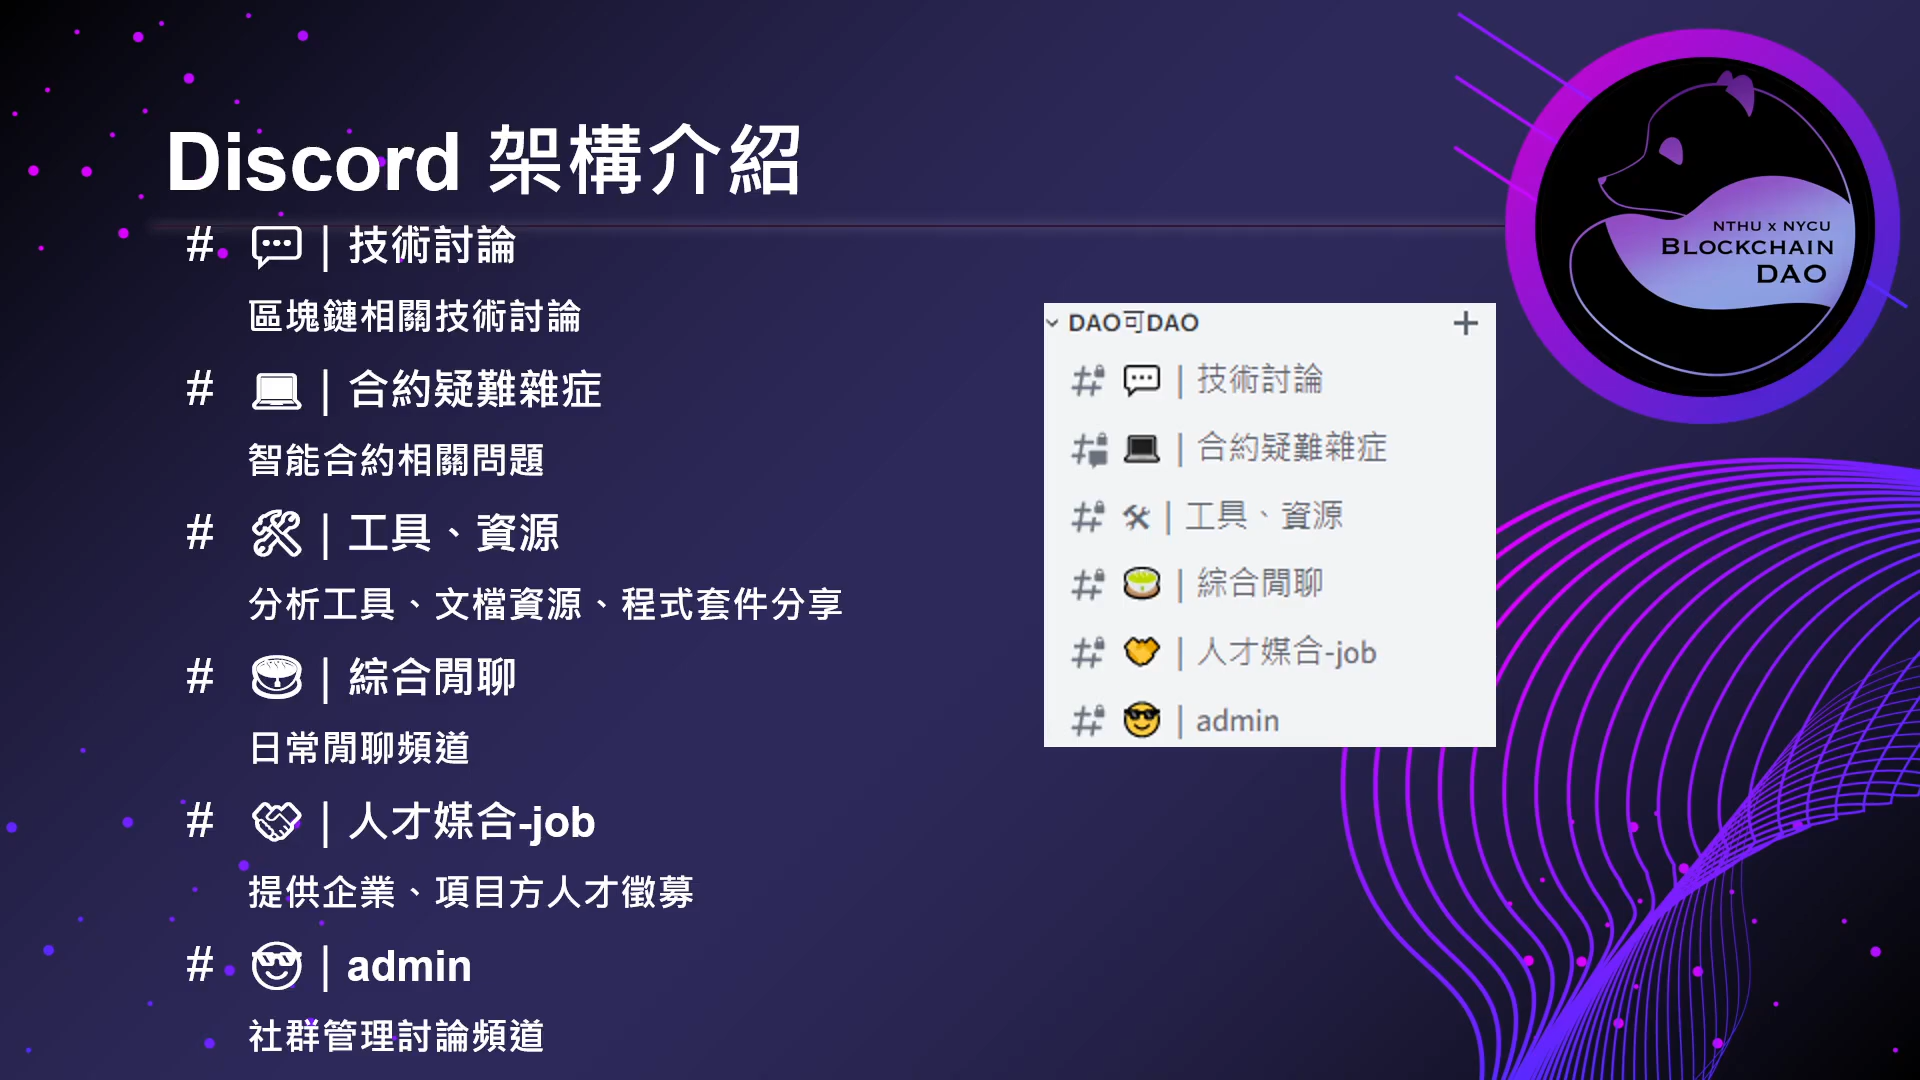 Discord 架構介紹
# 💬 | 技術討論
區塊鏈相關技術討論
# 💻 | 合約疑難雜症
智能合約相關問題
# 🛠 | 工具、資源
分析工具、文檔資源、程式套件分享
# 🍵 | 綜合閒聊
日常閒聊頻道
# 🤝 | 人才媒合-job
提供企業、項目方人才徵募
# 😎 | admin
社群管理討論頻道
DAO可DAO +
# 💬 | 技術討論
# 💻 | 合約疑難雜症
# 🛠 | 工具、資源
# 🍵 | 綜合閒聊
# 🤝 | 人才媒合-job
# 😎 | admin
NTHU x NYCU
BLOCKCHAIN
DAO